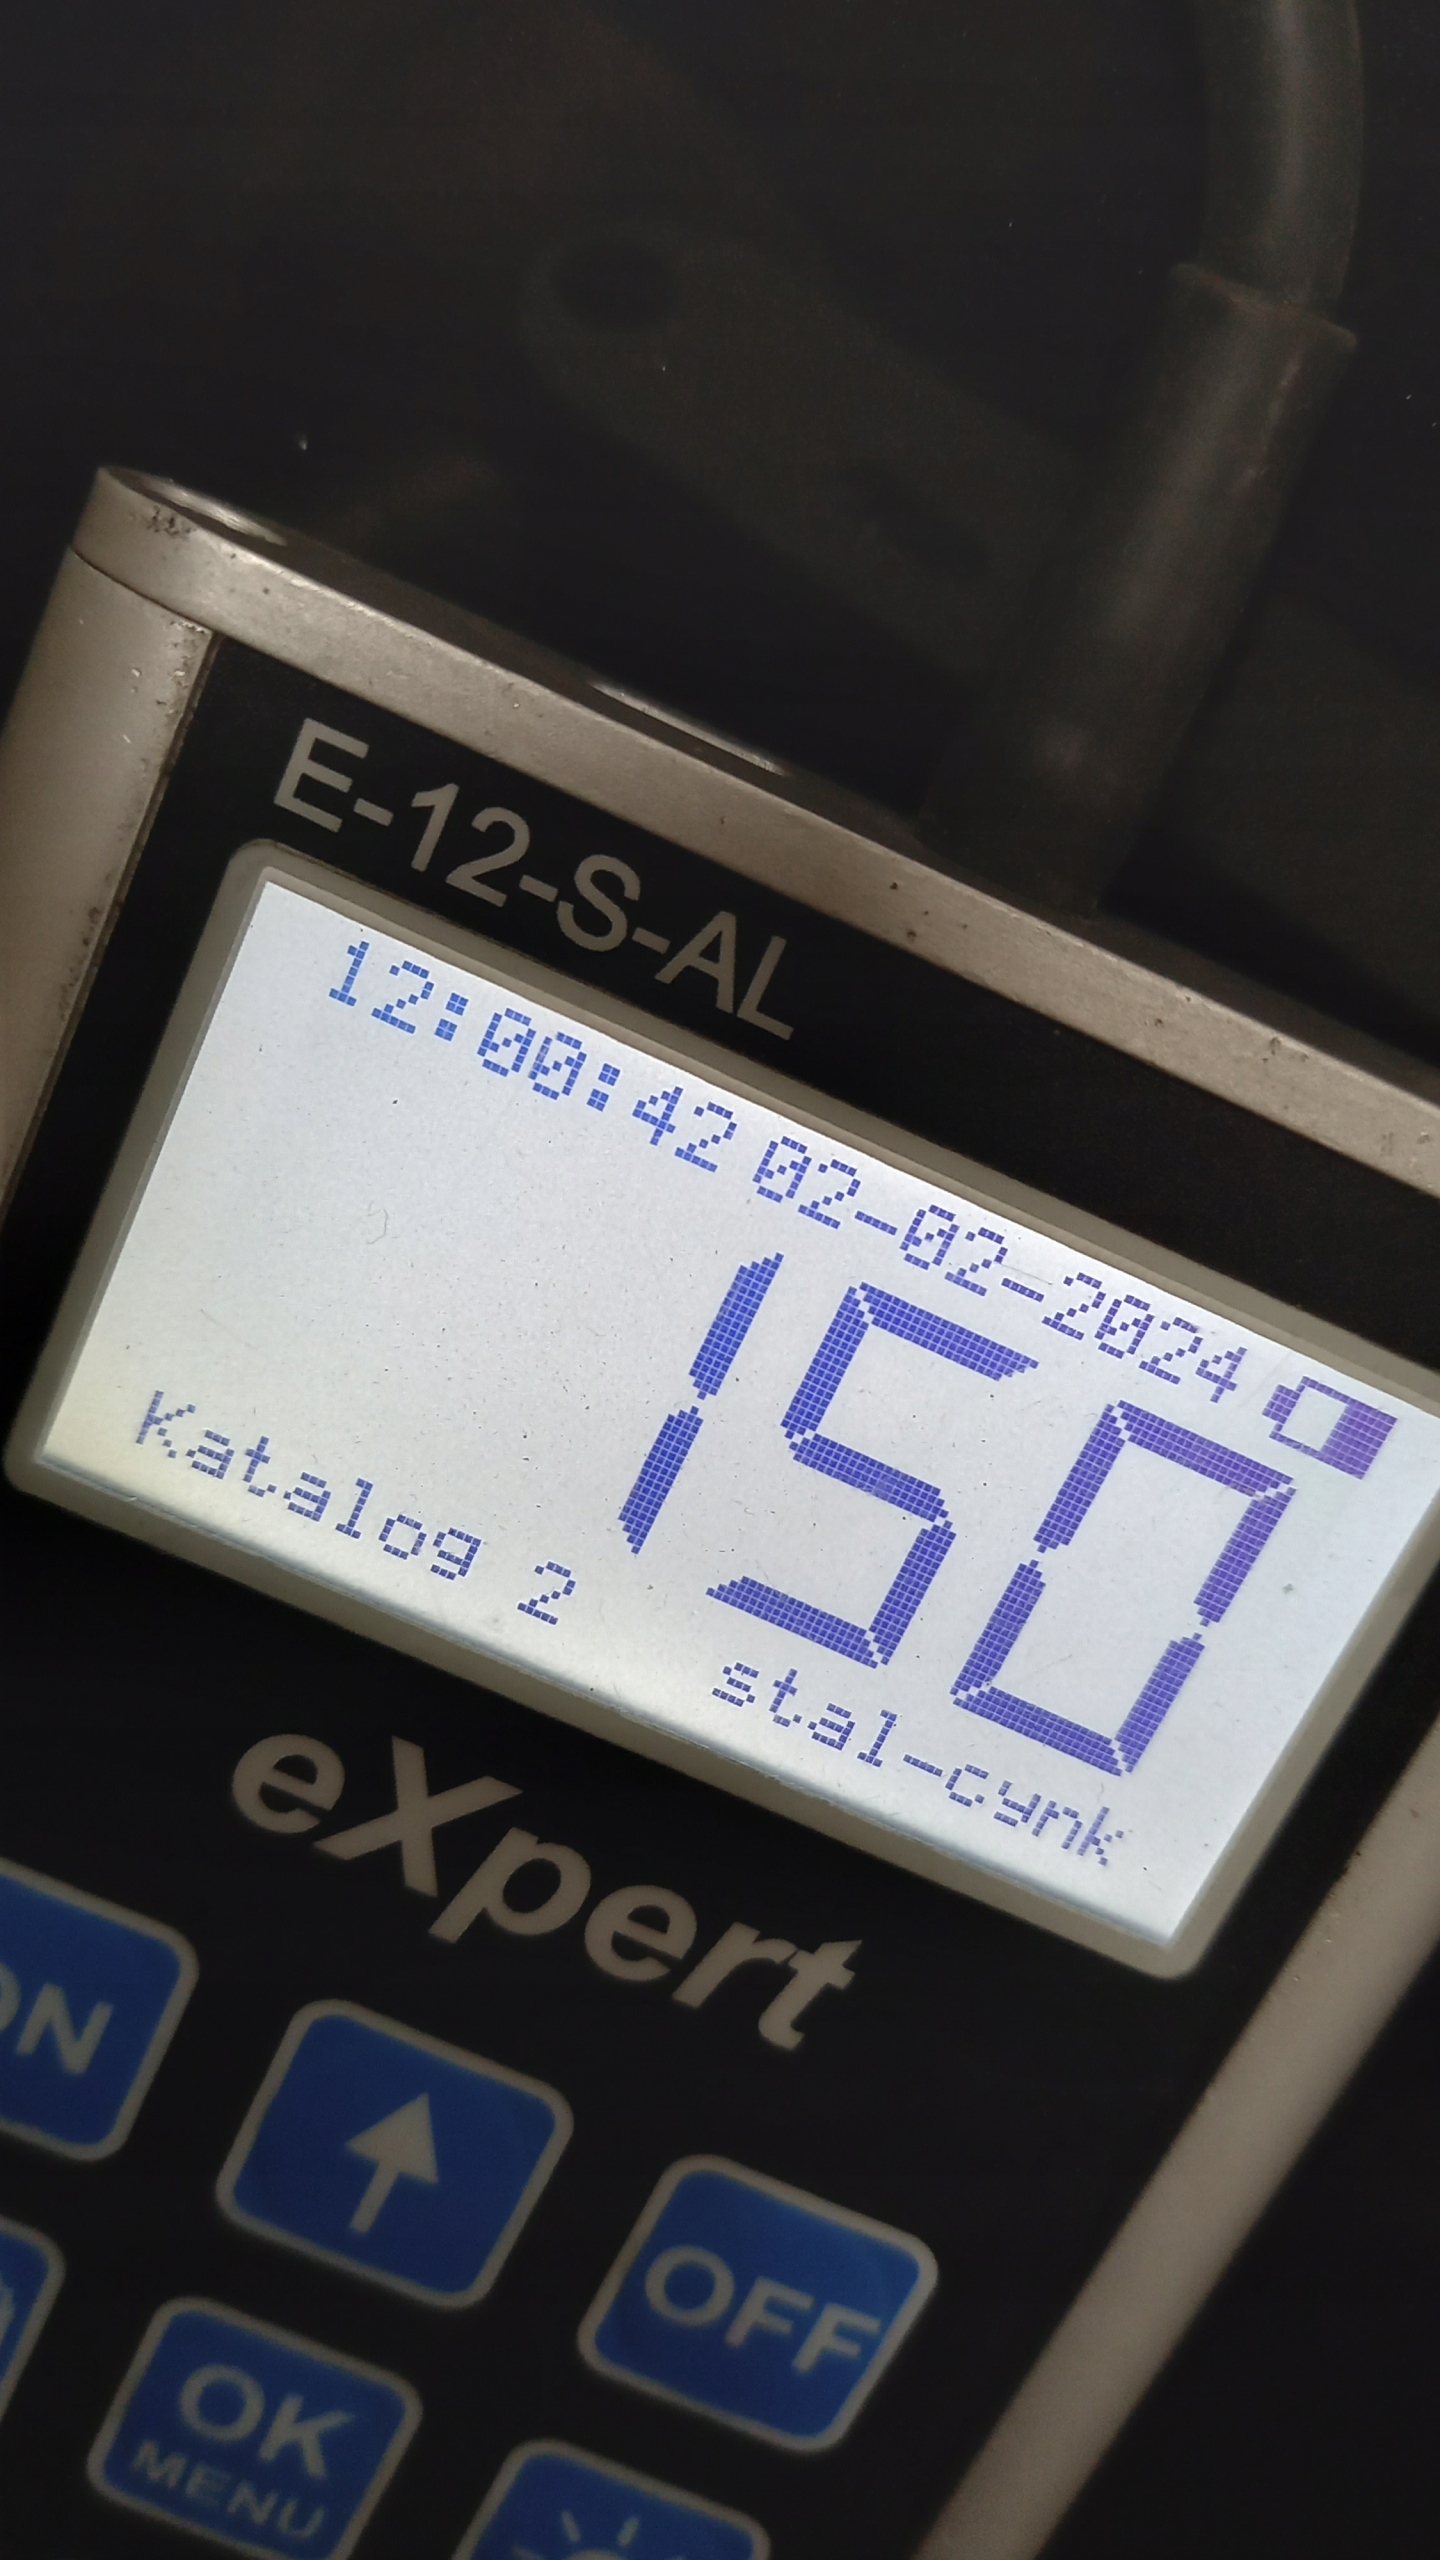 E-12-S-AL
12:00:42 02-02-2024
150
Katalog 2
stal-cynk
eXpert
ON
OFF
OK
MENU